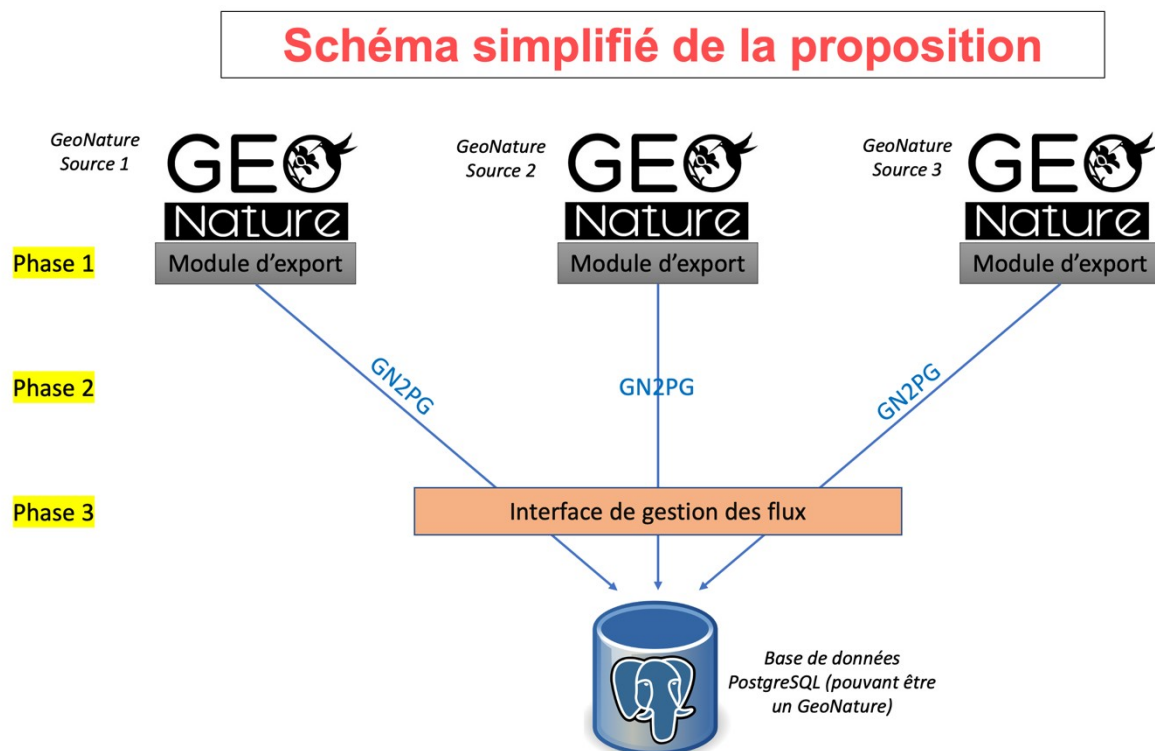 Schéma simplifié de la proposition
GeoNature
Source 1
GEO
Nature
GeoNature
Source 2
GEO
Nature
GeoNature
Source 3
GEO
Nature
Phase 1
Module d’export
Module d’export
Module d’export
Phase 2
GN2PG
GN2PG
GN2PG
Phase 3
Interface de gestion des flux
Base de données
PostgreSQL (pouvant être
un GeoNature)